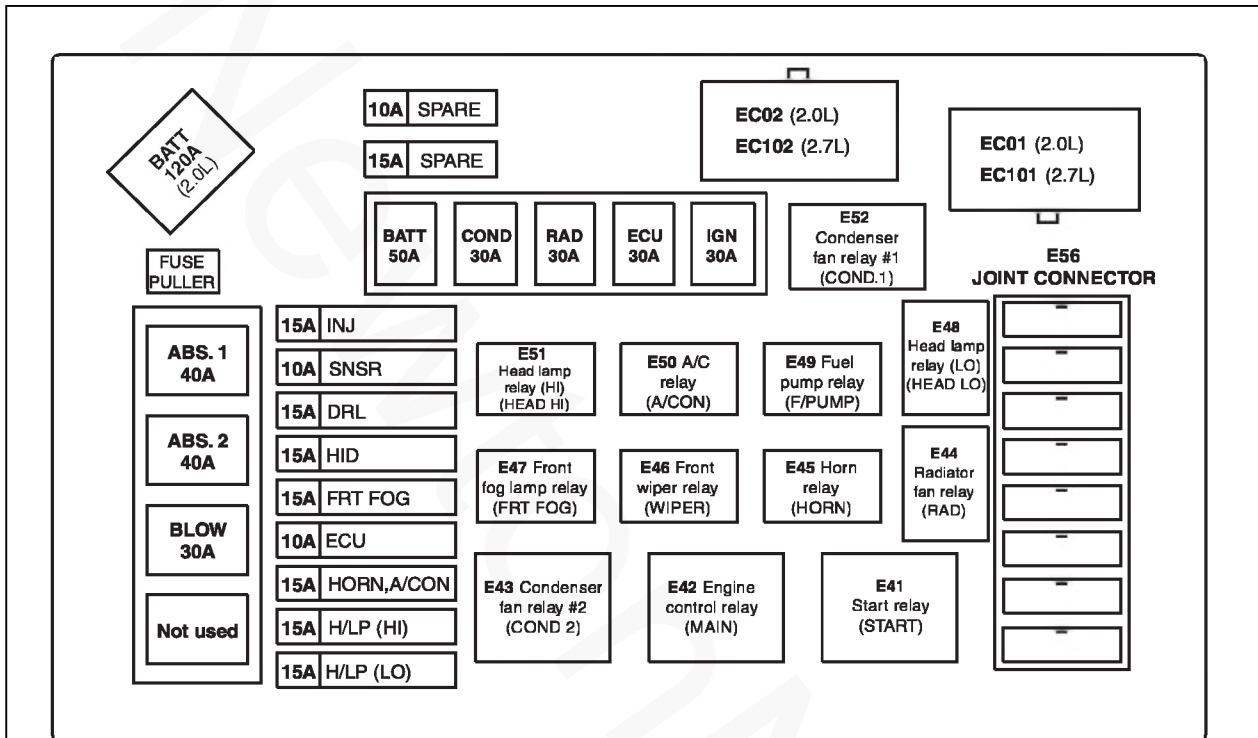 BATT
120A
(2.0L)
10A SPARE
15A SPARE
EC02 (2.0L)
EC102 (2.7L)
EC01 (2.0L)
EC101 (2.7L)
FUSE
PULLER
BATT
50A
COND
30A
RAD
30A
ECU
30A
IGN
30A
E52
Condenser
fan relay #1
(COND.1)
E56
JOINT CONNECTOR
ABS. 1
40A
ABS. 2
40A
BLOW
30A
Not used
15A INJ
10A SNSR
15A DRL
15A HID
15A FRT FOG
10A ECU
15A HORN,A/CON
15A H/LP (HI)
15A H/LP (LO)
E51
Head lamp
relay (HI)
(HEAD HI)
E50 A/C
relay
(A/CON)
E49 Fuel
pump relay
(F/PUMP)
E48
Head lamp
relay (LO)
(HEAD LO)
E47 Front
fog lamp relay
(FRT FOG)
E46 Front
wiper relay
(WIPER)
E45 Horn
relay
(HORN)
E44
Radiator
fan relay
(RAD)
E43 Condenser
fan relay #2
(COND 2)
E42 Engine
control relay
(MAIN)
E41
Start relay
(START)